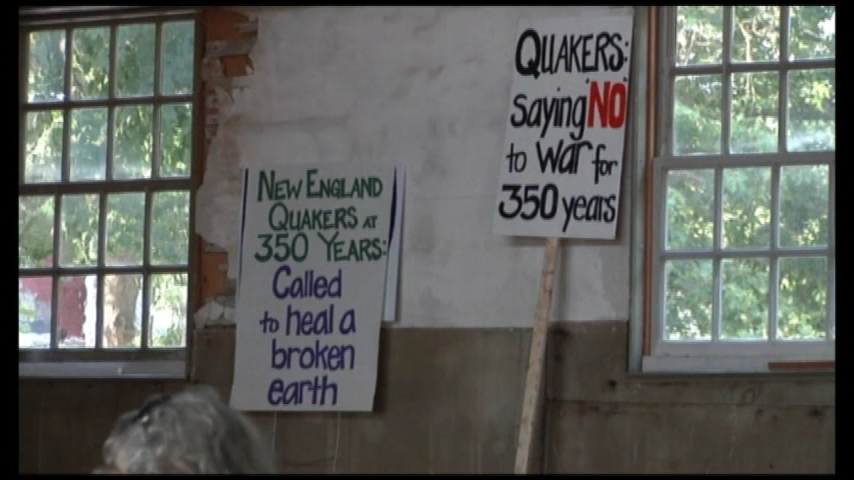 NEW ENGLAND
QUAKERS AT
350 YEARS:
Called
to heal a
broken
earth
QUAKERS:
saying "NO"
to war for
350 years